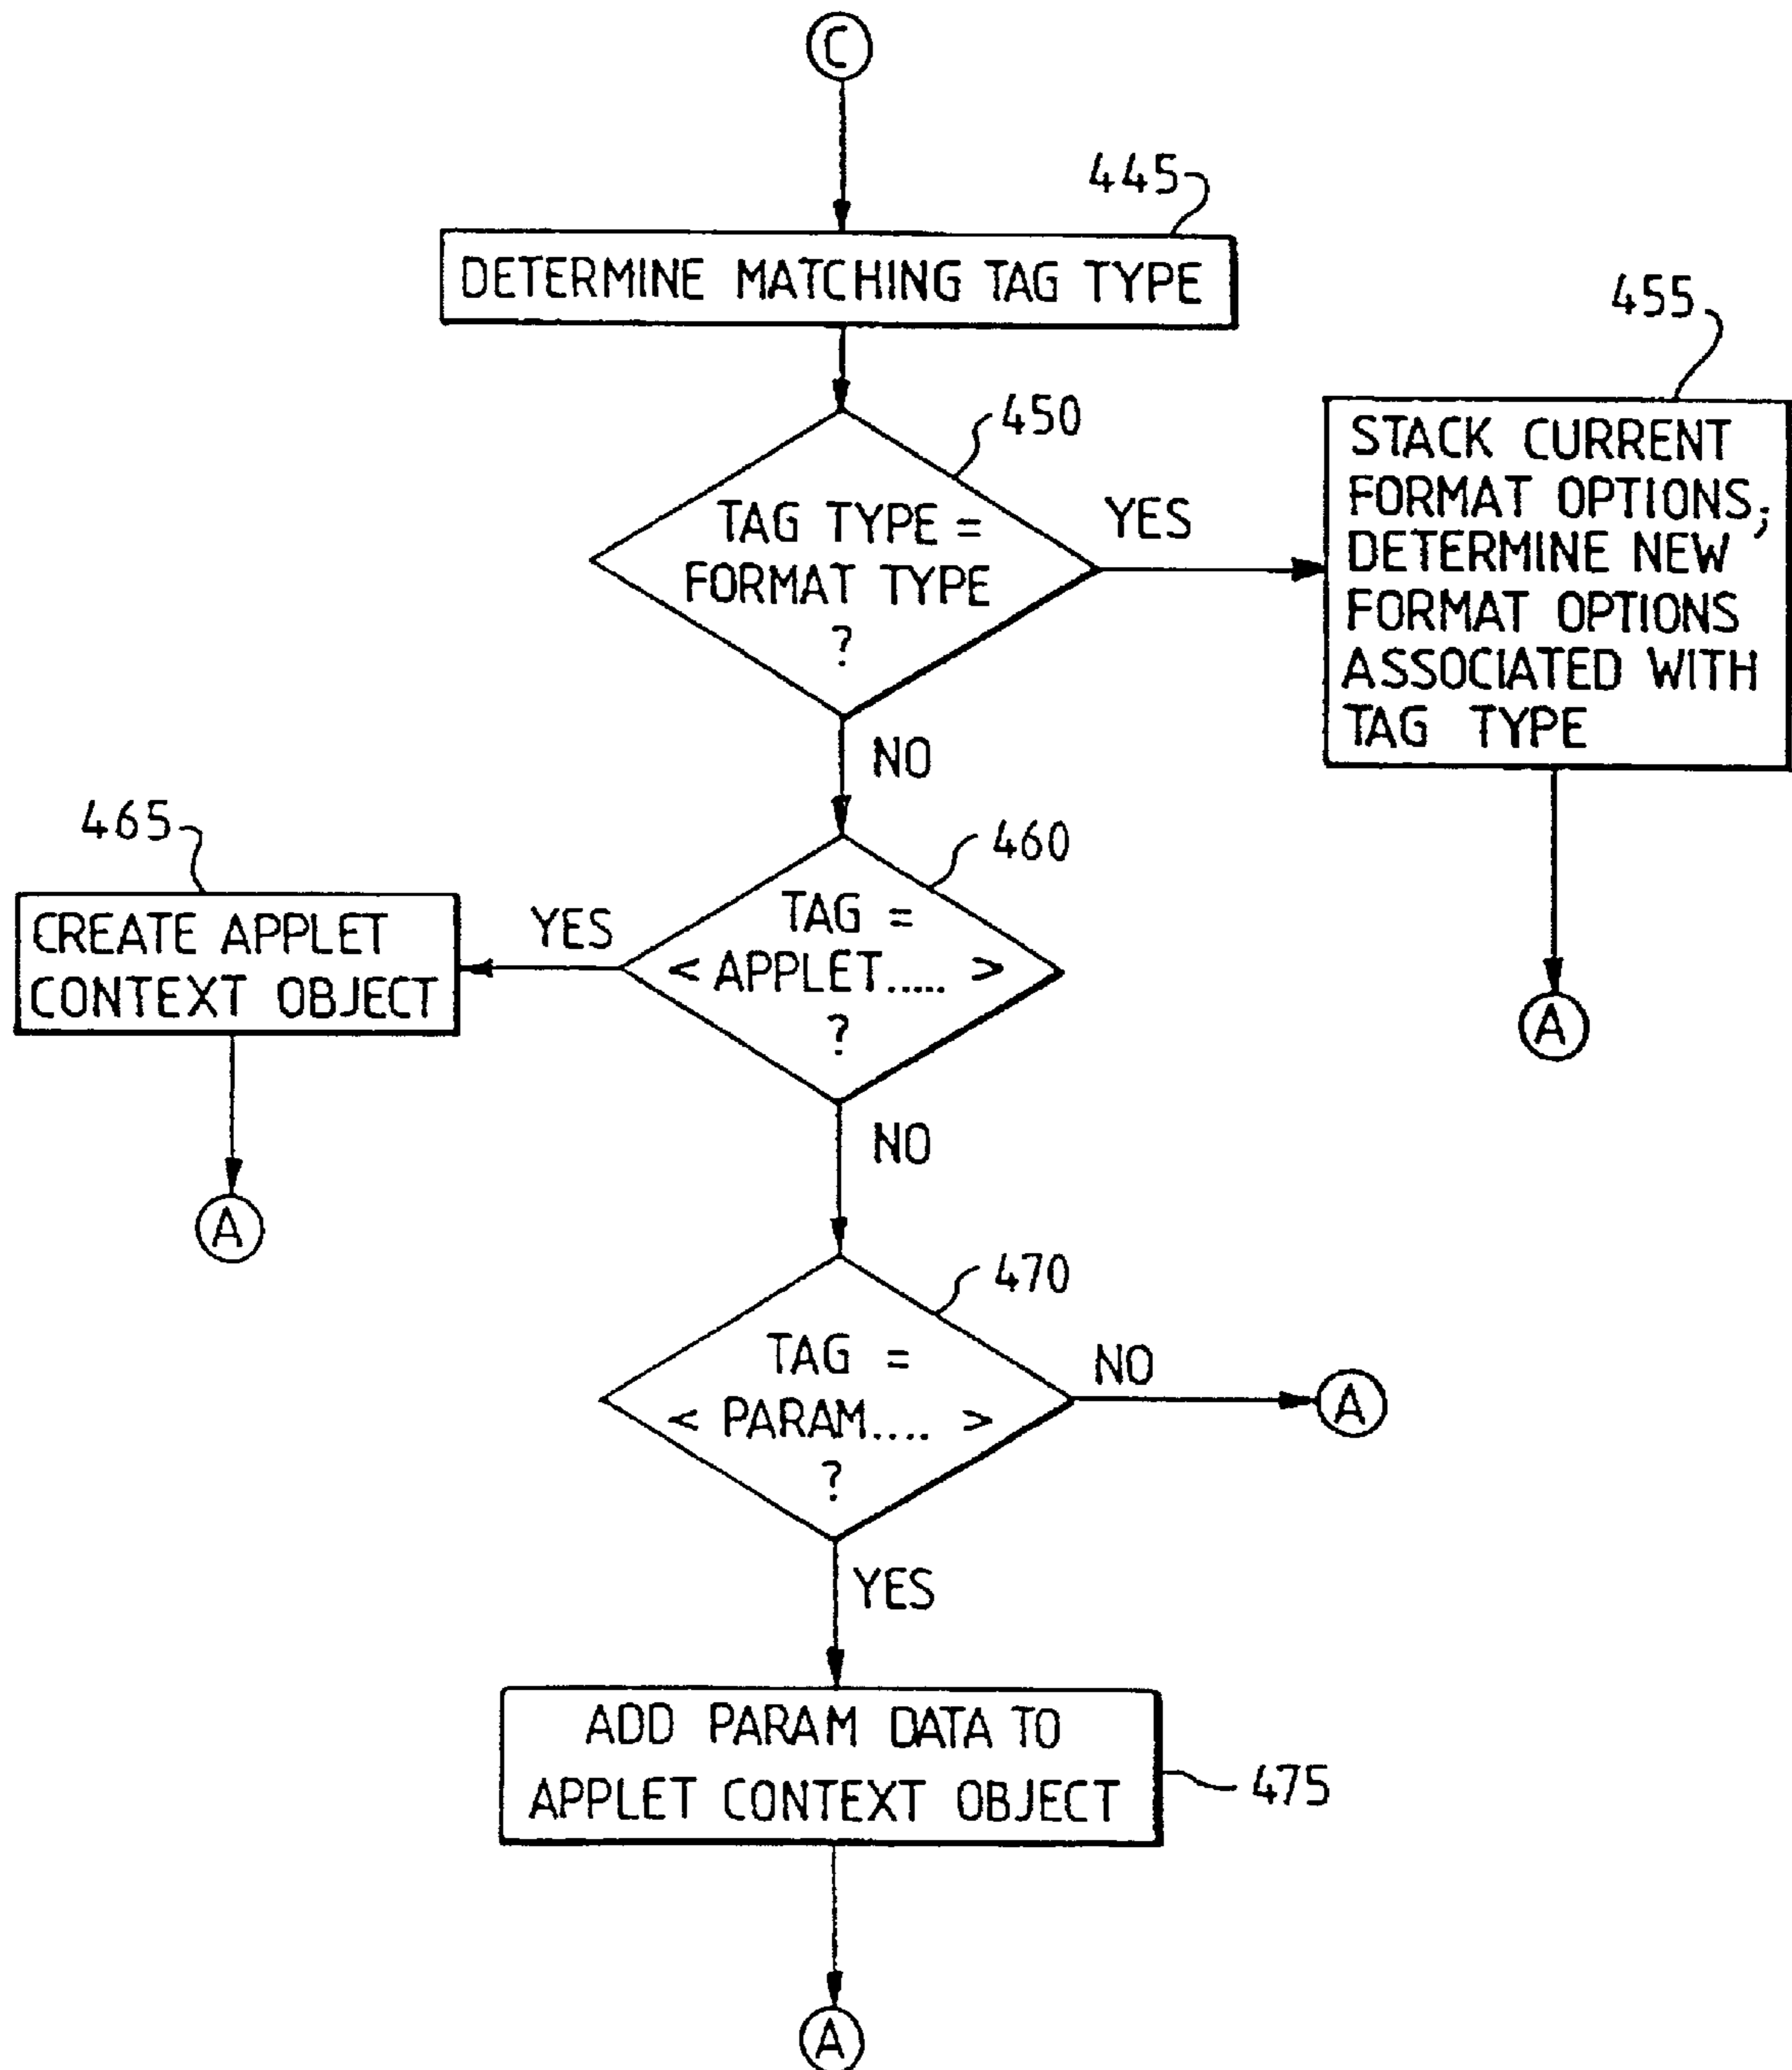 C
445
DETERMINE MATCHING TAG TYPE
450
TAG TYPE =
FORMAT TYPE
?
YES
455
STACK CURRENT
FORMAT OPTIONS;
DETERMINE NEW
FORMAT OPTIONS
ASSOCIATED WITH
TAG TYPE
A
NO
460
TAG =
< APPLET..... >
?
YES
465
CREATE APPLET
CONTEXT OBJECT
A
NO
470
TAG =
< PARAM.... >
?
NO
A
YES
ADD PARAM DATA TO
APPLET CONTEXT OBJECT
475
A